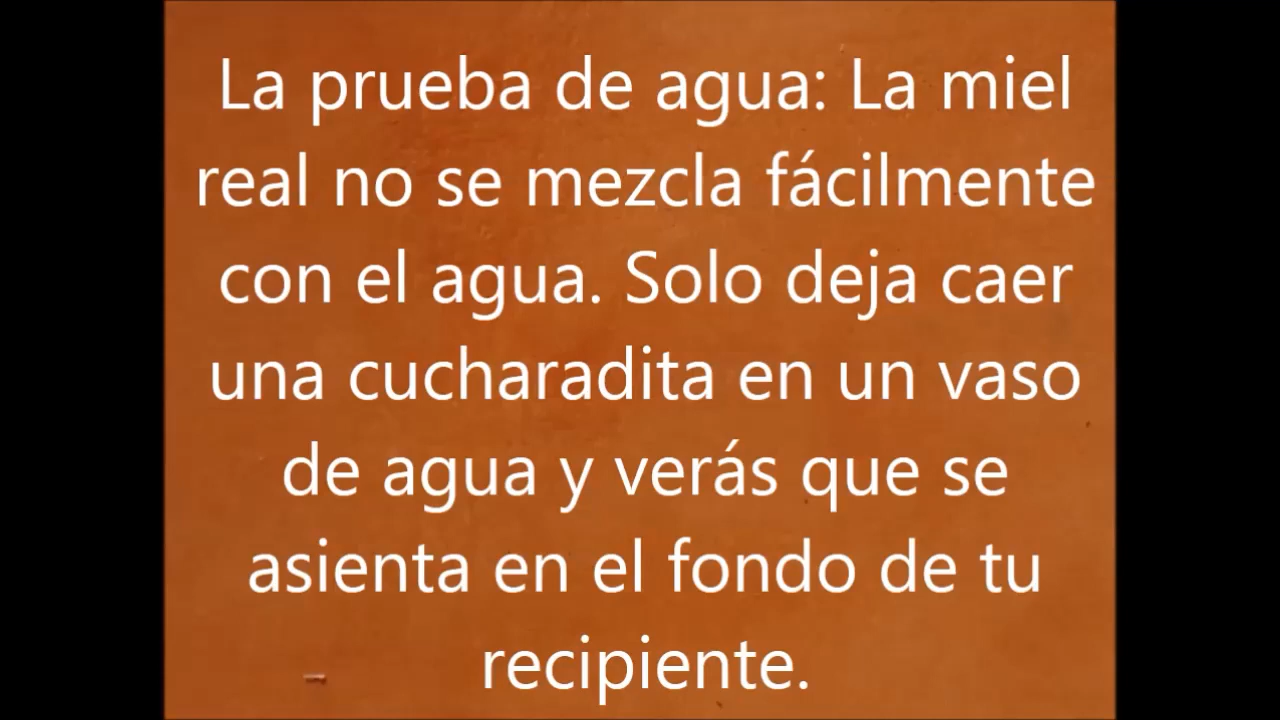 La prueba de agua: La miel
real no se mezcla fácilmente
con el agua. Solo deja caer
una cucharadita en un vaso
de agua y verás que se
asienta en el fondo de tu
recipiente.